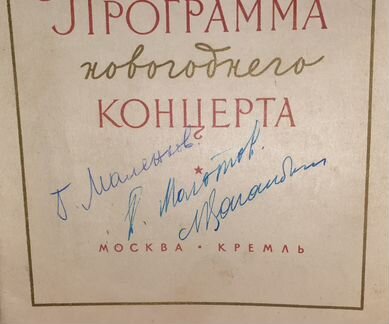 ПРОГРАММА
новогоднего
КОНЦЕРТА
Г. Маленков
В. Молотов.
МОСКВА • КРЕМЛЬ